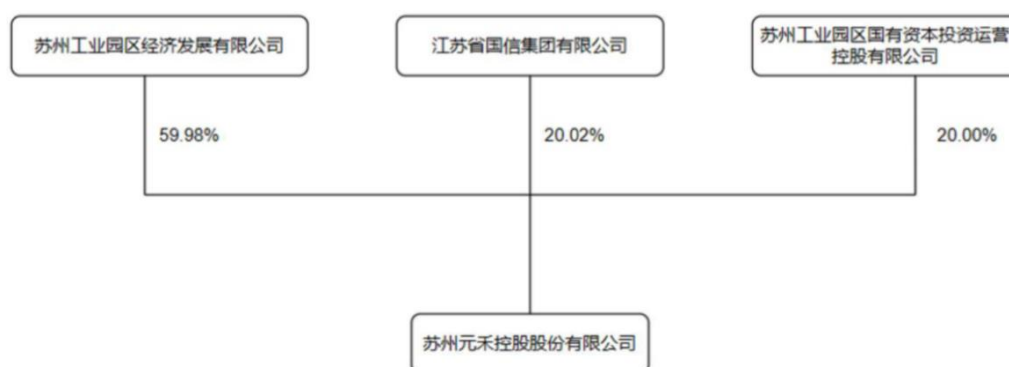 苏州工业园区经济发展有限公司
江苏省国信集团有限公司
苏州工业园区国有资本投资运营
控股有限公司
59.98%
20.02%
20.00%
苏州元禾控股股份有限公司